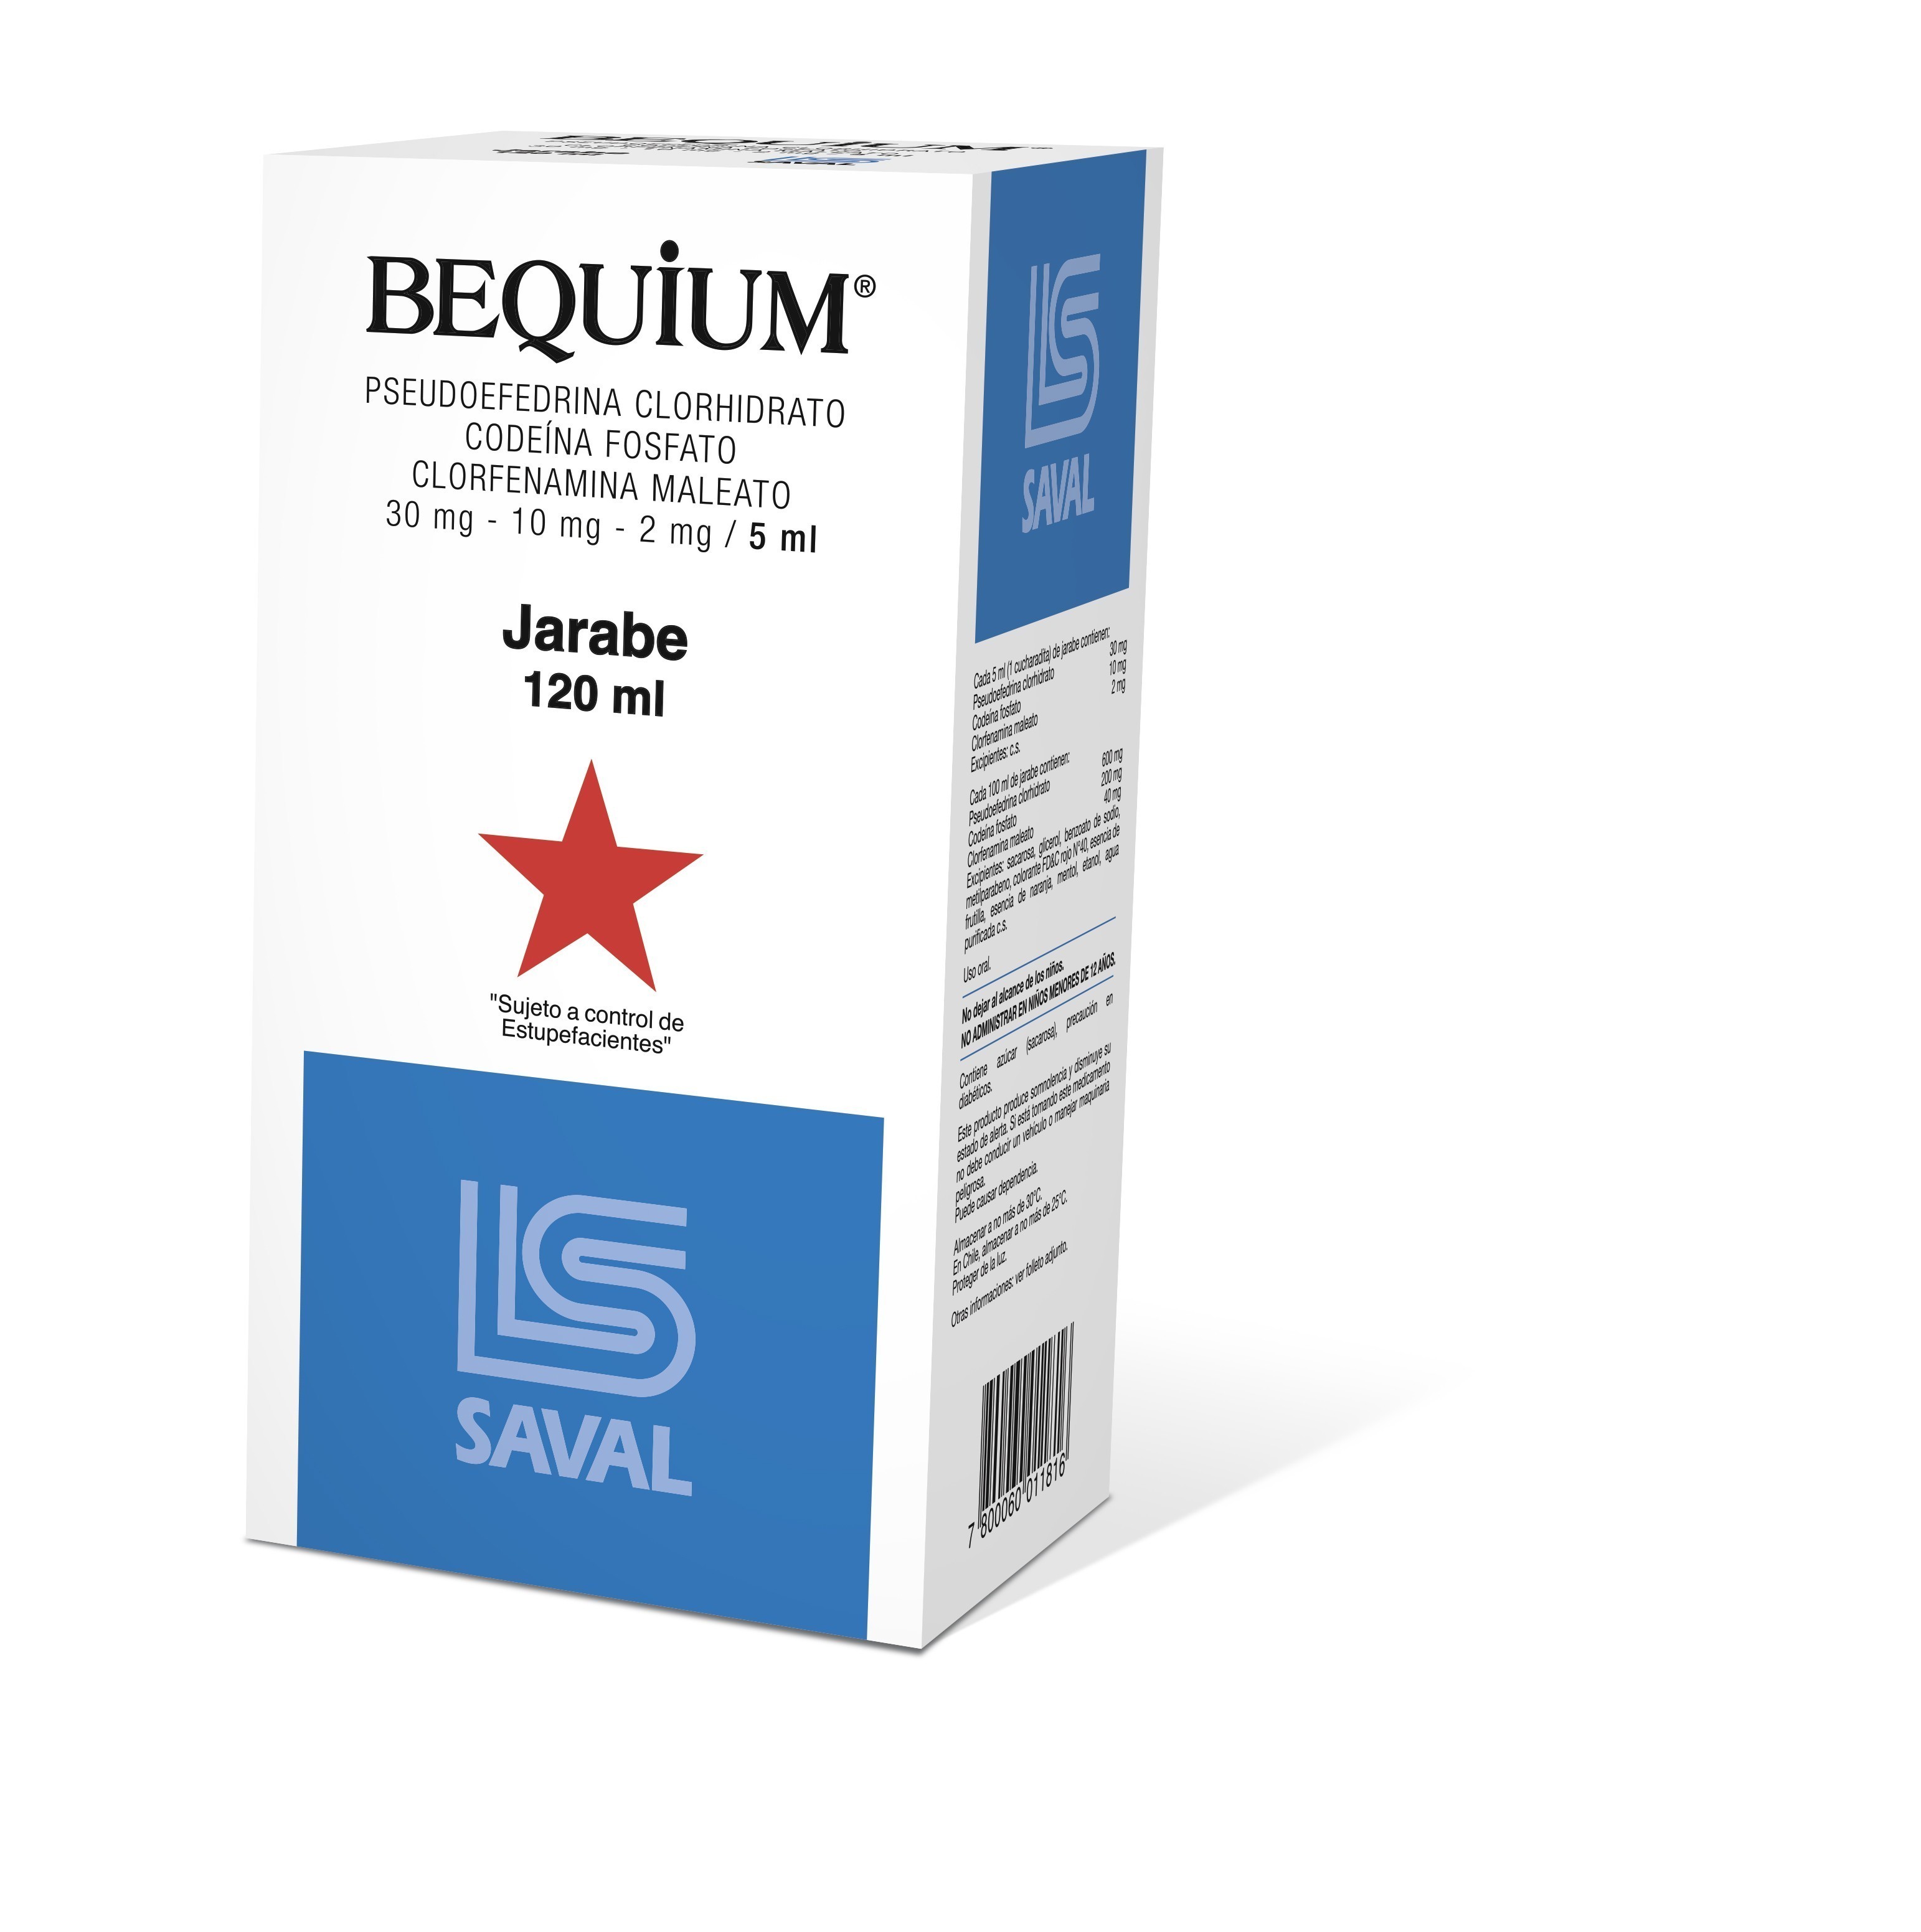 BEQUIUM®
SAVAL
BEQUIUM®
PSEUDOEFEDRINA CLORHIDRATO
CODEÍNA FOSFATO
CLORFENAMINA MALEATO
30 mg - 10 mg - 2 mg / 5 ml
Jarabe
120 ml
"Sujeto a control de
Estupefacientes"
LS
SAVAL
LS
SAVAL
Cada 5 ml (1 cucharadita) de jarabe contienen:
Pseudoefedrina clorhidrato 30 mg
Codeína fosfato 10 mg
Clorfenamina maleato 2 mg
Excipientes: c.s.
Cada 100 ml de jarabe contienen:
Pseudoefedrina clorhidrato 600 mg
Codeína fosfato 200 mg
Clorfenamina maleato 40 mg
Excipientes: sacarosa, glicerol, benzoato de sodio,
metilparabeno, colorante FD&C rojo N°40, esencia de
frutilla, esencia de naranja, mentol, etanol, agua
purificada c.s.
Uso oral.
No dejar al alcance de los niños.
NO ADMINISTRAR EN NIÑOS MENORES DE 12 AÑOS.
Contiene azúcar (sacarosa), precaución en
diabéticos.
Este producto produce somnolencia y disminuye su
estado de alerta. Si está tomando este medicamento
no debe conducir un vehículo o manejar maquinaria
peligrosa.
Puede causar dependencia.
Almacenar a no más de 30°C.
En Chile, almacenar a no más de 25°C.
Proteger de la luz.
Otras informaciones: ver folleto adjunto.
7 800060 011816